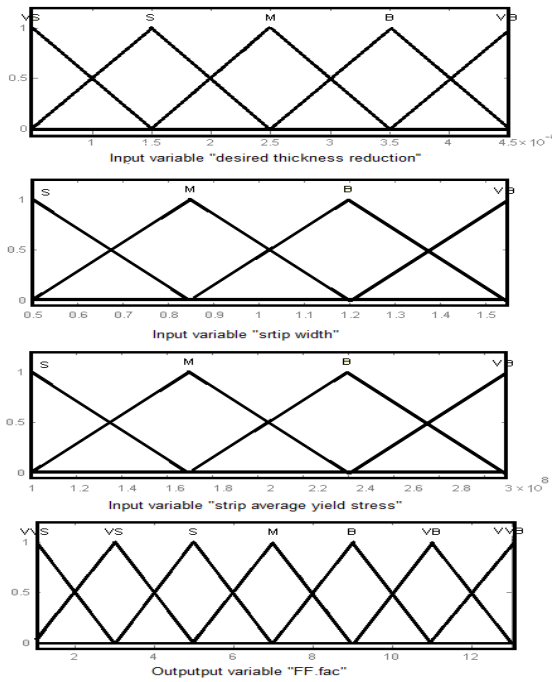 VS S M B VB
1
0.5
0
1 1.5 2 2.5 3 3.5 4 4.5 × 10⁻⁴
Input variable "desired thickness reduction"
S M B VB
1
0.5
0
0.5 0.6 0.7 0.8 0.9 1 1.1 1.2 1.3 1.4 1.5
Input variable "srtip width"
S M B VB
1
0.5
0
1 1.2 1.4 1.6 1.8 2 2.2 2.4 2.6 2.8 3 × 10⁸
Input variable "strip average yield stress"
VVS VS S M B VB VVB
1
0.5
0
2 4 6 8 10 12
Outputput variable "FF.fac"